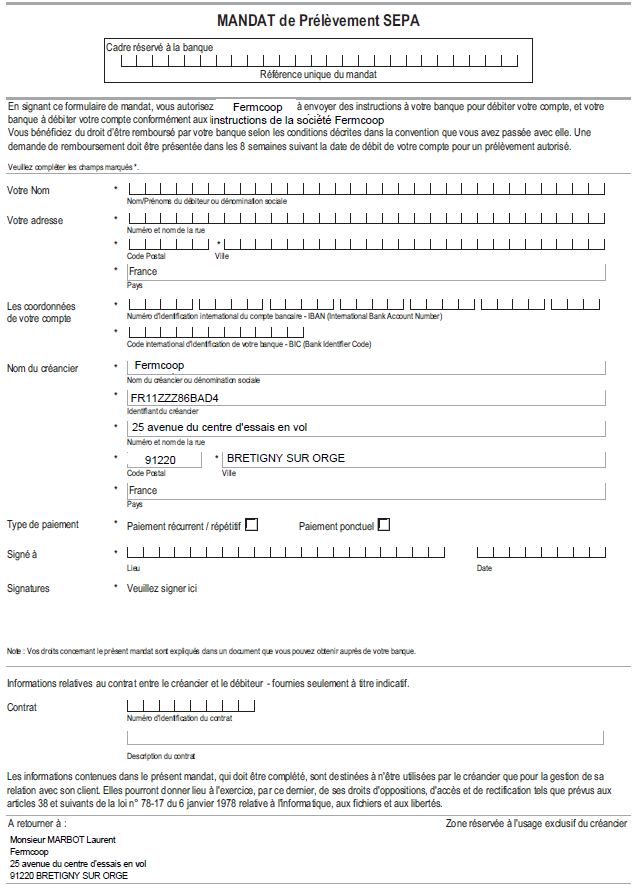 MANDAT de Prélèvement SEPA
Cadre réservé à la banque
Référence unique du mandat
En signant ce formulaire de mandat, vous autorisez Fermcoop à envoyer des instructions à votre banque pour débiter votre compte, et votre
banque à débiter votre compte conformément aux instructions de la société Fermcoop
Vous bénéficiez du droit d'être remboursé par votre banque selon les conditions décrites dans la convention que vous avez passée avec elle. Une
demande de remboursement doit être présentée dans les 8 semaines suivant la date de débit de votre compte pour un prélèvement autorisé.
Veuillez compléter les champs marqués *.
Votre Nom *
Nom/Prénoms du débiteur ou dénomination sociale
Votre adresse *
Numéro et nom de la rue
* *
Code Postal Ville
* France
Pays
Les coordonnées *
de votre compte
Numéro d'identification international du compte bancaire - IBAN (International Bank Account Number)
*
Code international d'identification de votre banque - BIC (Bank Identifier Code)
Nom du créancier * Fermcoop
Nom du créancier ou dénomination sociale
* FR11ZZZ86BAD4
Identifiant du créancier
* 25 avenue du centre d'essais en vol
Numéro et nom de la rue
* 91220 * BRETIGNY SUR ORGE
Code Postal Ville
* France
Pays
Type de paiement * Paiement récurrent / répétitif Paiement ponctuel
Signé à *
Lieu Date
Signatures * Veuillez signer ici
Note : Vos droits concernant le présent mandat sont expliqués dans un document que vous pouvez obtenir auprés de votre banque.
Informations relatives au contrat entre le créancier et le débiteur - fournies seulement à titre indicatif.
Contrat
Numéro d'identification du contrat
Description du contrat
Les informations contenues dans le présent mandat, qui doit être complété, sont destinées à n'être utilisées par le créancier que pour la gestion de sa
relation avec son client. Elles pourront donner lieu à l'exercice, par ce dernier, de ses droits d'oppositions, d'accès et de rectification tels que prévus aux
articles 38 et suivants de la loi n° 78-17 du 6 janvier 1978 relative à l'informatique, aux fichiers et aux libertés.
A retourner à : Zone réservée à l'usage exclusif du créancier
Monsieur MARBOT Laurent
Fermcoop
25 avenue du centre d'essais en vol
91220 BRETIGNY SUR ORGE